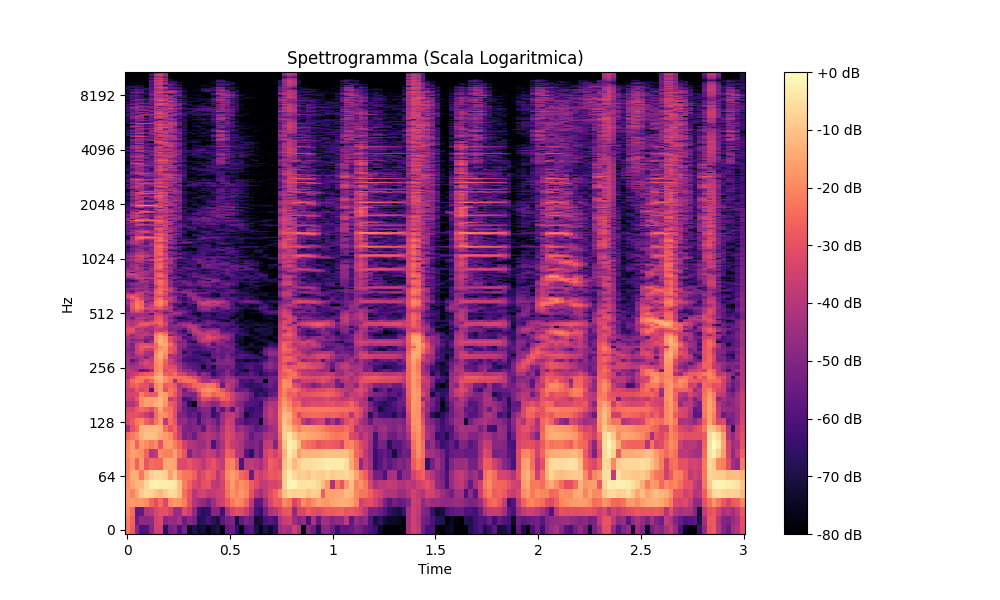 Spettrogramma (Scala Logaritmica)
Hz
8192
4096
2048
1024
512
256
128
64
0
0 0.5 1 1.5 2 2.5 3
Time
+0 dB
-10 dB
-20 dB
-30 dB
-40 dB
-50 dB
-60 dB
-70 dB
-80 dB